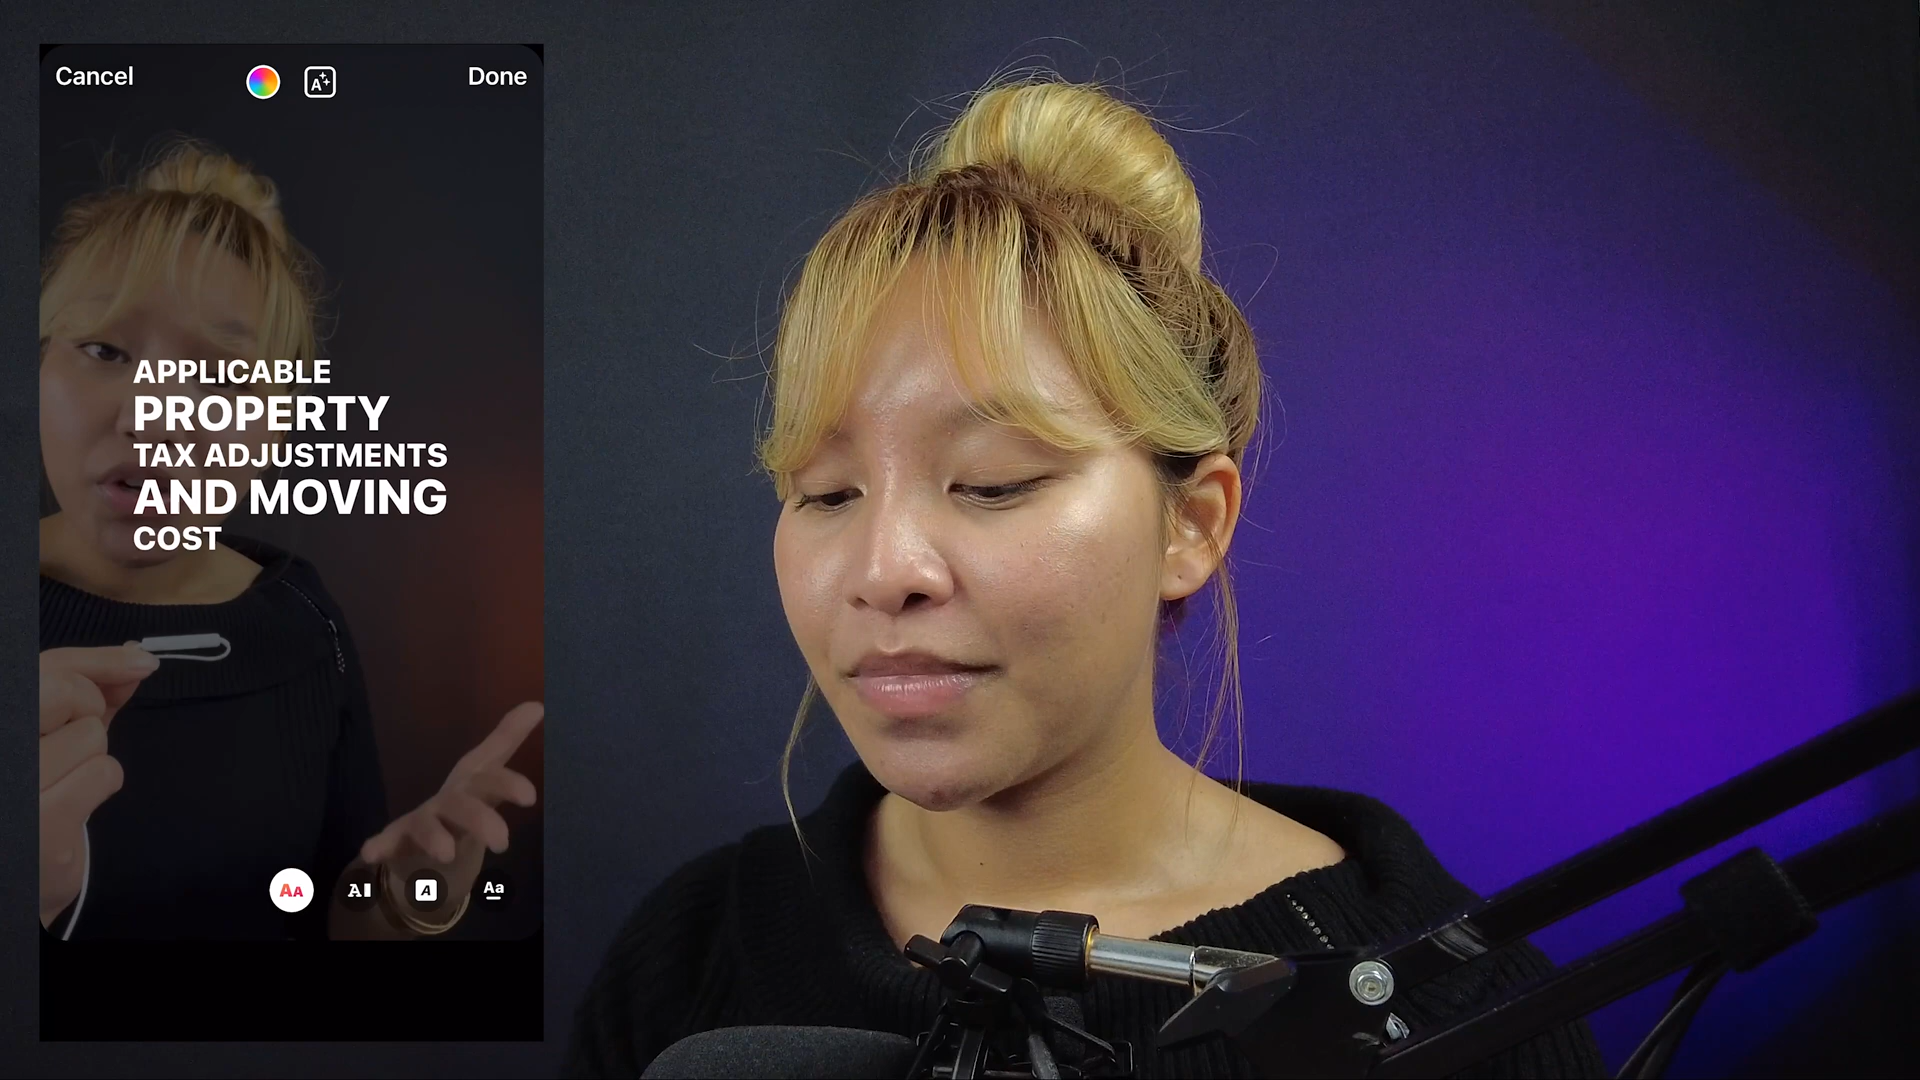 Cancel
A
Done
APPLICABLE
PROPERTY
TAX ADJUSTMENTS
AND MOVING
COST
AA
A
A
Aa